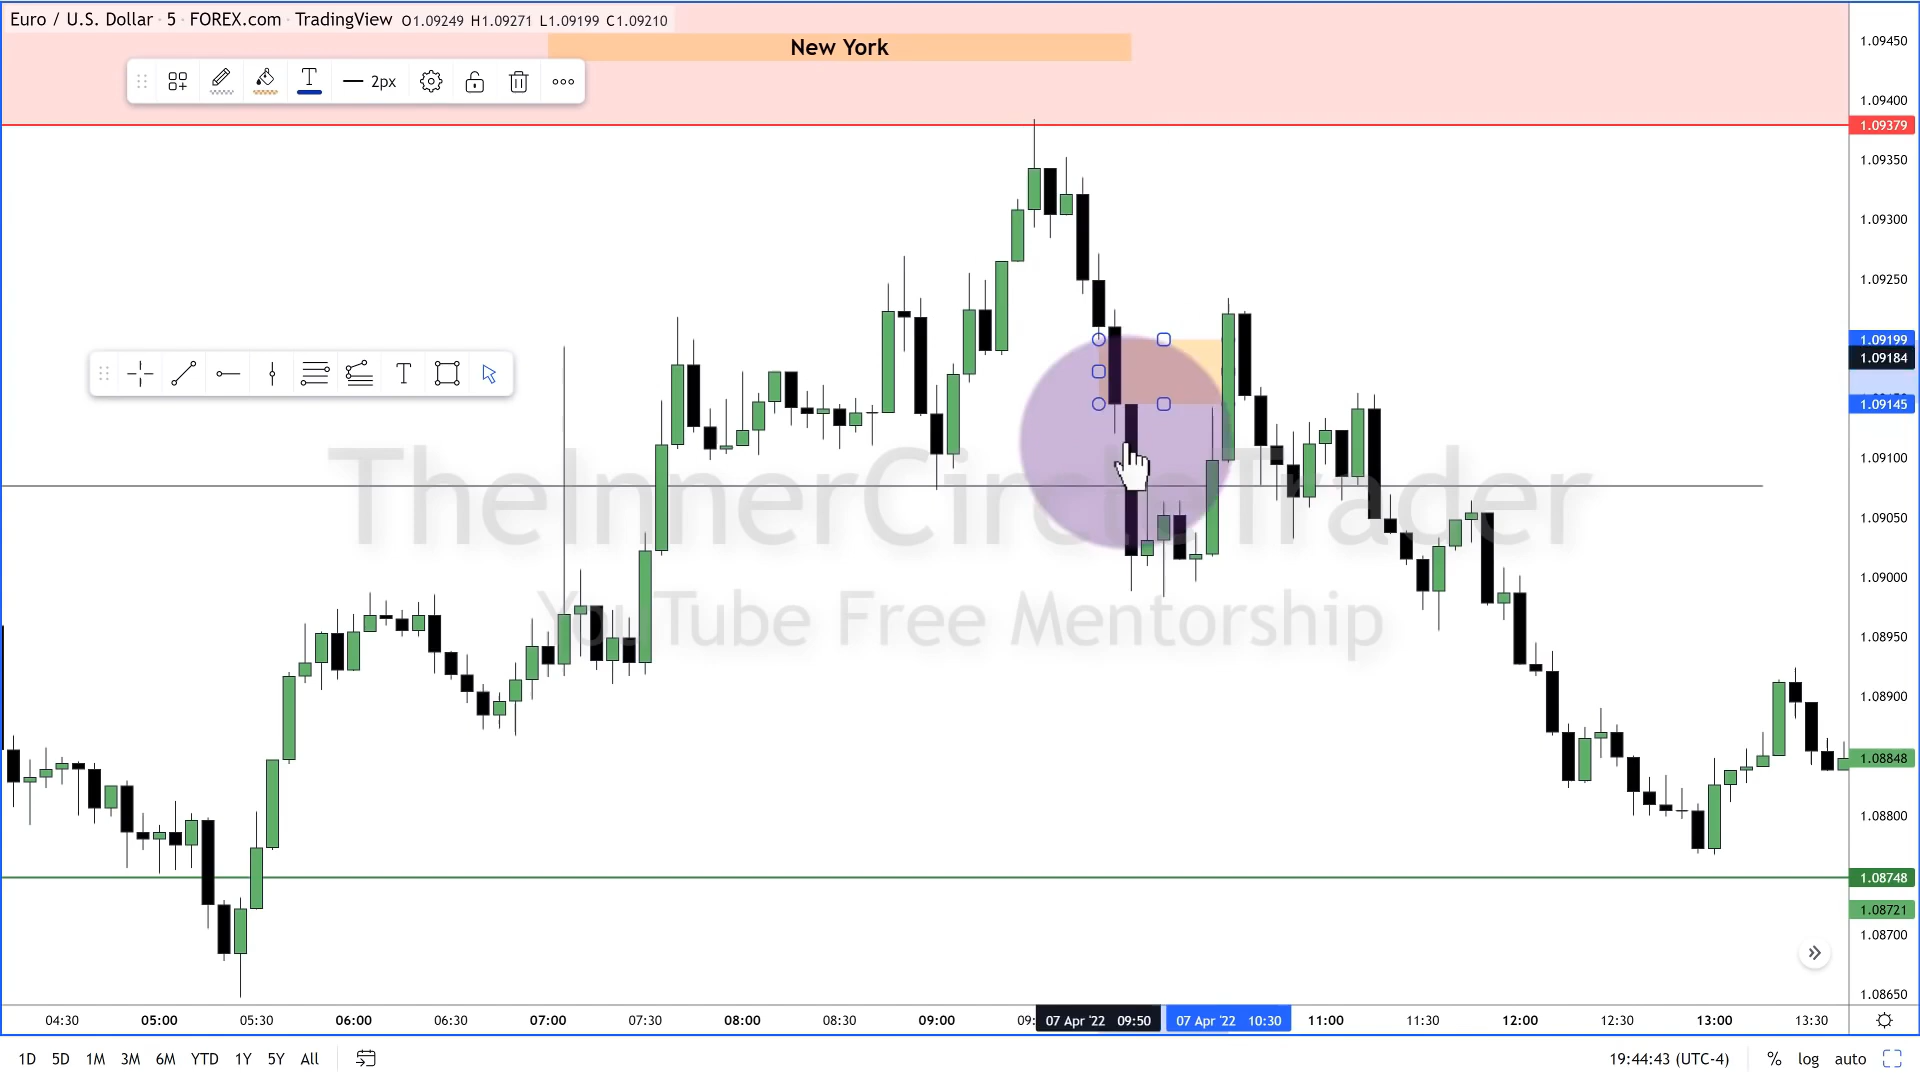 Euro / U.S. Dollar · 5 · FOREX.com · TradingView O1.09249 H1.09271 L1.09199 C1.09210
New York
2px
T
T
1.09450
1.09400
1.09379
1.09350
1.09300
1.09250
1.09199
1.09184
1.09145
1.09100
1.09050
1.09000
1.08950
1.08900
1.08848
1.08800
1.08748
1.08721
1.08700
1.08650
TheInnerCircleTrader
YouTube Free Mentorship
04:30 05:00 05:30 06:00 06:30 07:00 07:30 08:00 08:30 09:00 09: 07 Apr '22 09:50 07 Apr '22 10:30 11:00 11:30 12:00 12:30 13:00 13:30
1D 5D 1M 3M 6M YTD 1Y 5Y All 19:44:43 (UTC-4) % log auto